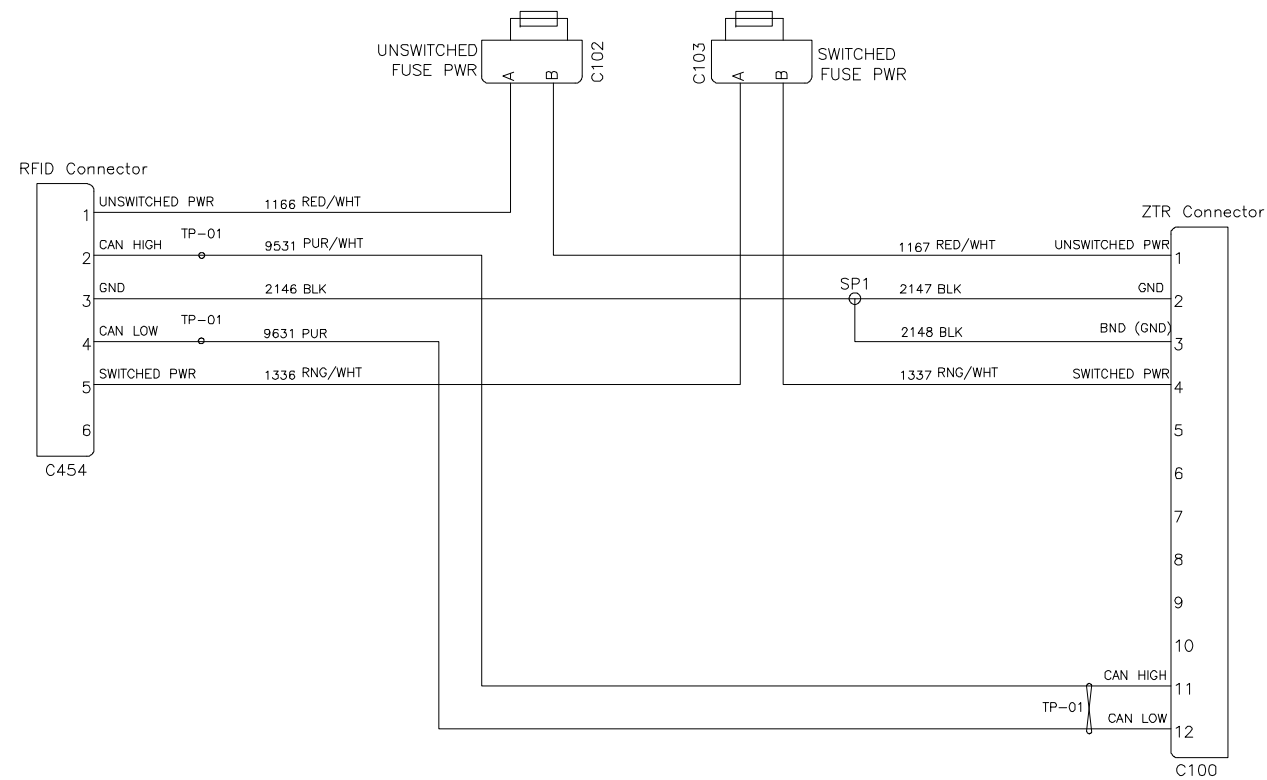 UNSWITCHED
FUSE PWR
A
B
C102
C103
A
B
SWITCHED
FUSE PWR
RFID Connector
1
UNSWITCHED PWR
1166 RED/WHT
2
CAN HIGH
TP-01
9531 PUR/WHT
3
GND
2146 BLK
4
CAN LOW
TP-01
9631 PUR
5
SWITCHED PWR
1336 RNG/WHT
6
C454
SP1
ZTR Connector
1167 RED/WHT
UNSWITCHED PWR
1
2147 BLK
GND
2
2148 BLK
BND (GND)
3
1337 RNG/WHT
SWITCHED PWR
4
5
6
7
8
9
10
CAN HIGH
11
TP-01
CAN LOW
12
C100